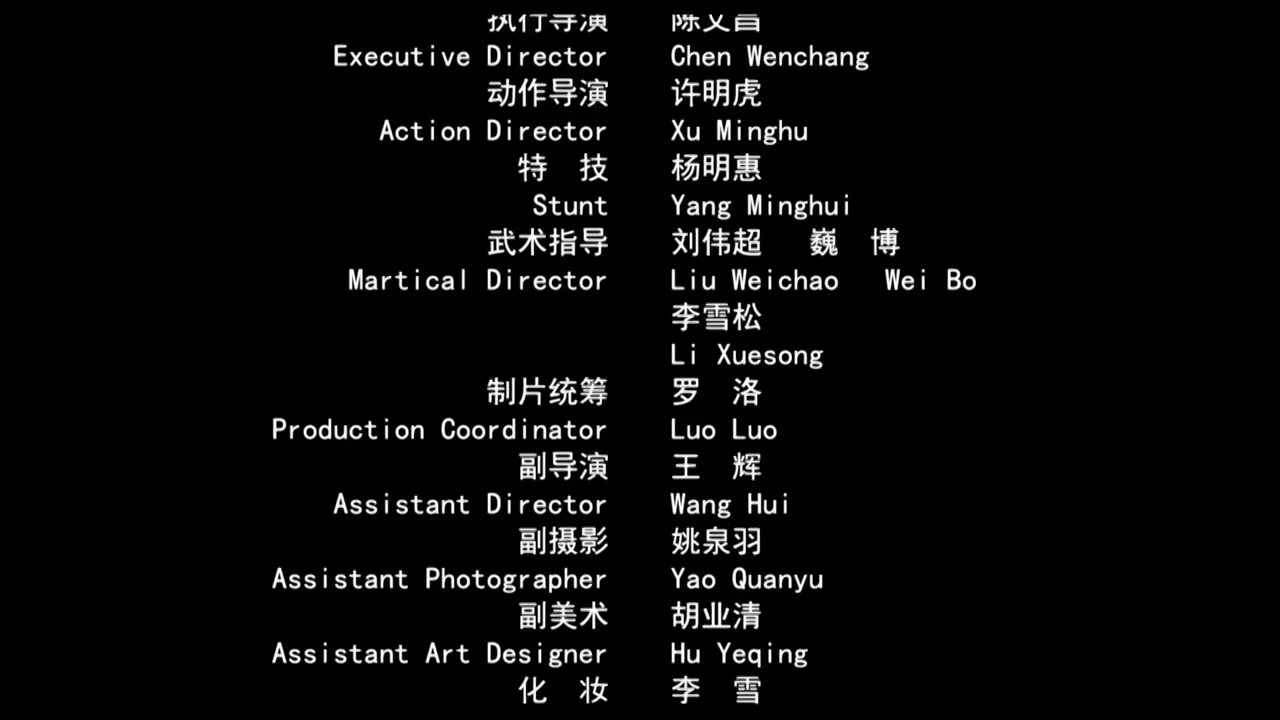 执行导演 陈文昌
Executive Director Chen Wenchang
动作导演 许明虎
Action Director Xu Minghu
特 技 杨明惠
Stunt Yang Minghui
武术指导 刘伟超 巍 博
Martical Director Liu Weichao Wei Bo
李雪松
Li Xuesong
制片统筹 罗 洛
Production Coordinator Luo Luo
副导演 王 辉
Assistant Director Wang Hui
副摄影 姚泉羽
Assistant Photographer Yao Quanyu
副美术 胡业清
Assistant Art Designer Hu Yeqing
化 妆 李 雪